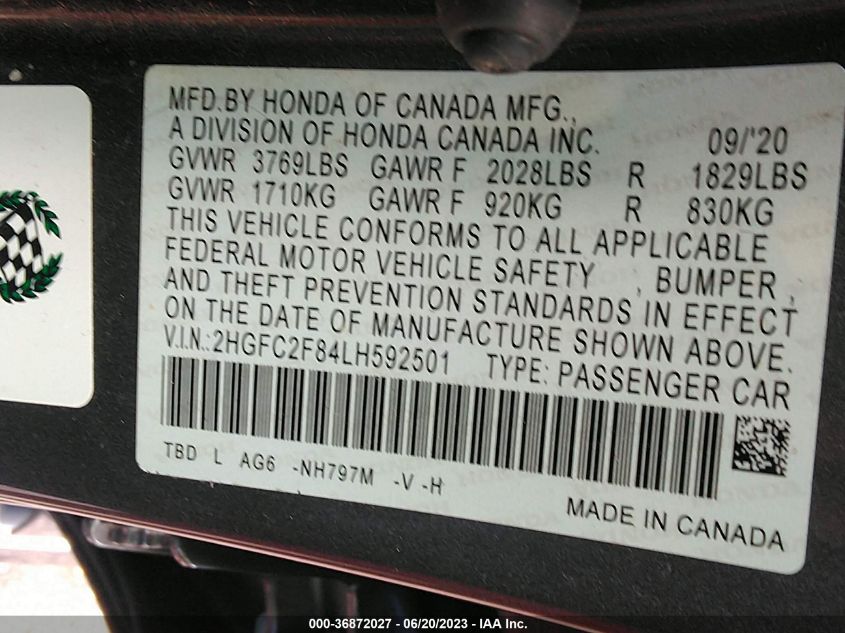 MFD.BY HONDA OF CANADA MFG.,
A DIVISION OF HONDA CANADA INC. 09/'20
GVWR 3769LBS GAWR F 2028LBS R 1829LBS
GVWR 1710KG GAWR F 920KG R 830KG
THIS VEHICLE CONFORMS TO ALL APPLICABLE
FEDERAL MOTOR VEHICLE SAFETY , BUMPER ,
AND THEFT PREVENTION STANDARDS IN EFFECT
ON THE DATE OF MANUFACTURE SHOWN ABOVE.
V.I.N.:2HGFC2F84LH592501 TYPE: PASSENGER CAR
TBD L AG6 -NH797M -V -H
MADE IN CANADA
000-36872027 - 06/20/2023 - IAA Inc.